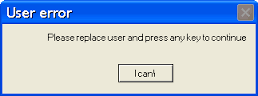 User error
Please replace user and press any key to continue
I can't